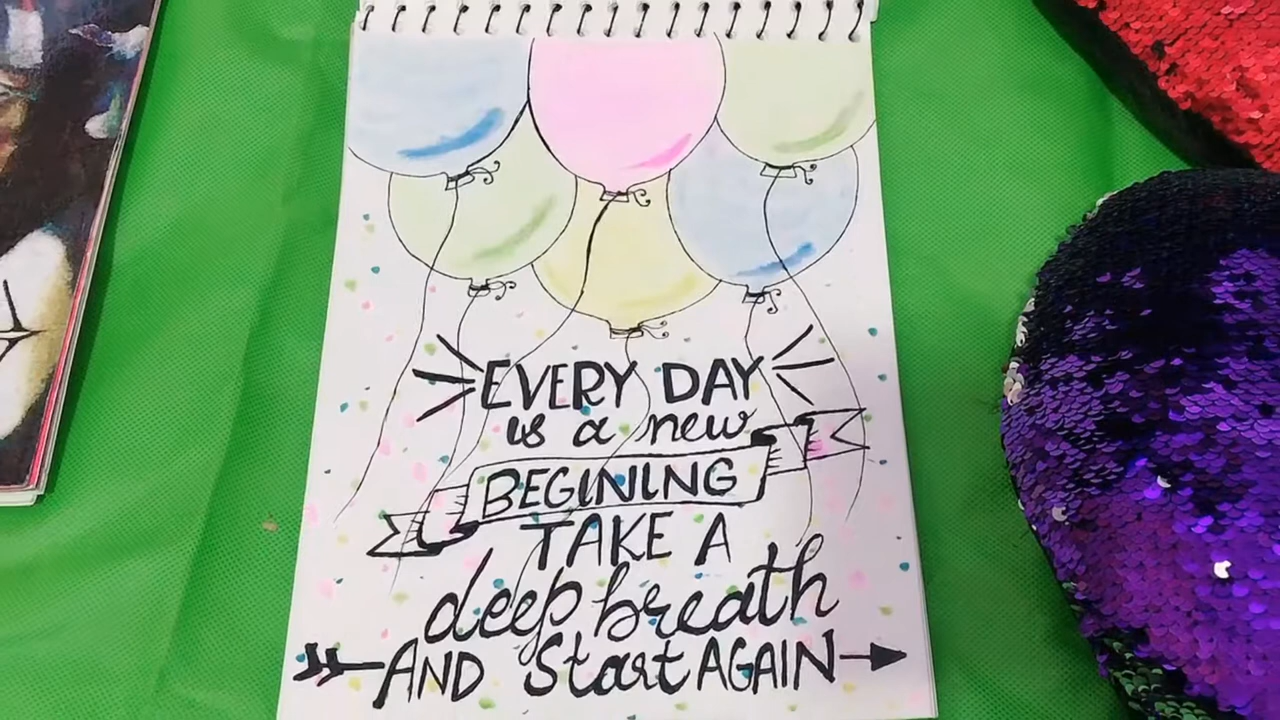 EVERY DAY
is a new
BEGINING
TAKE A
deep breath
AND Start AGAIN